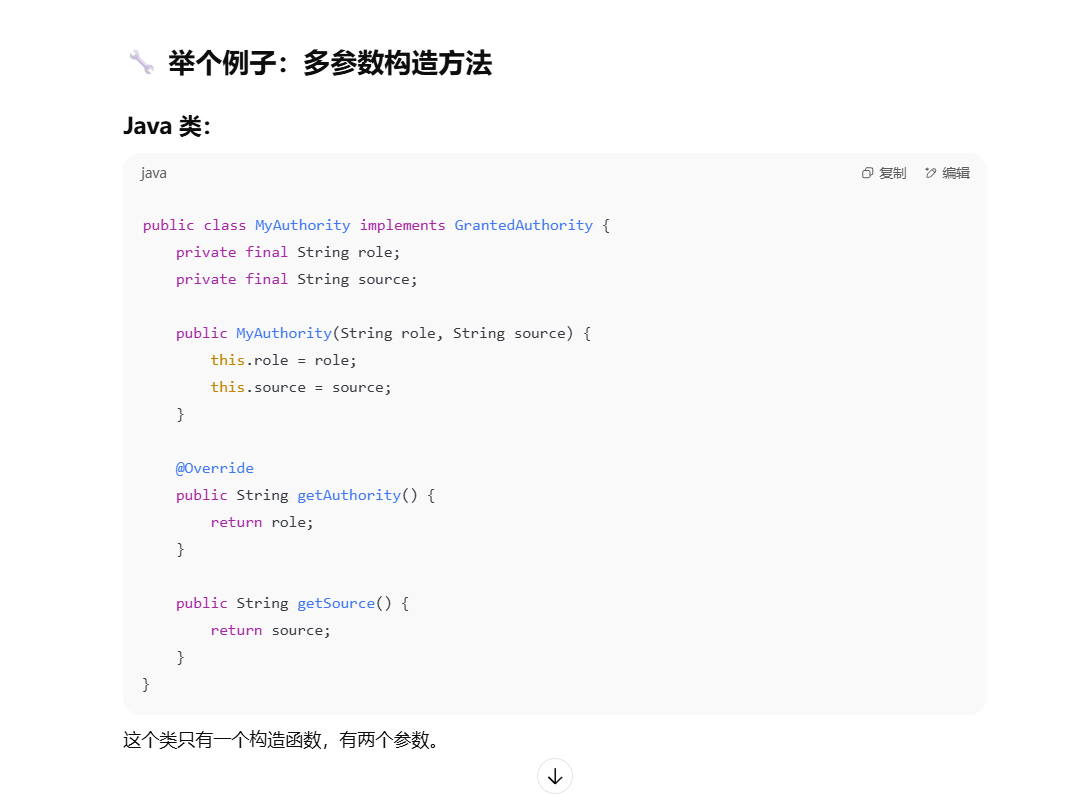 🔧 举个例子：多参数构造方法
Java 类：
java
复制 编辑
public class MyAuthority implements GrantedAuthority {
    private final String role;
    private final String source;

    public MyAuthority(String role, String source) {
        this.role = role;
        this.source = source;
    }

    @Override
    public String getAuthority() {
        return role;
    }

    public String getSource() {
        return source;
    }
}
这个类只有一个构造函数，有两个参数。